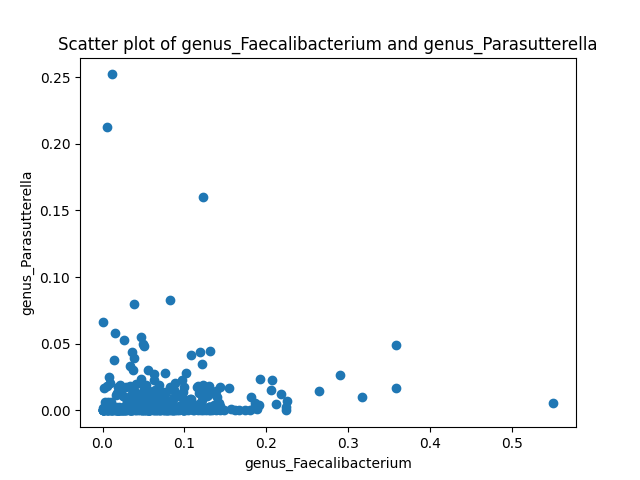 Scatter plot of genus_Faecalibacterium and genus_Parasutterella
0.25
0.20
0.15
0.10
0.05
0.00
genus_Parasutterella
0.0 0.1 0.2 0.3 0.4 0.5
genus_Faecalibacterium